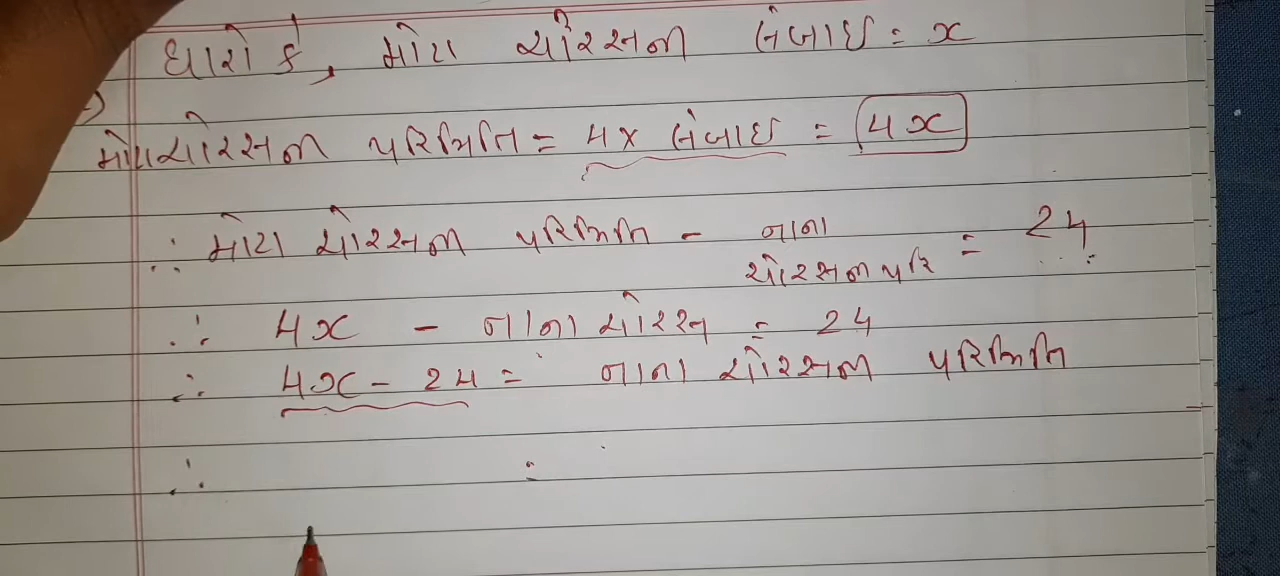 ધારો કે, મોટા ચોરસની લંબાઇ = x
મોટા ચોરસની પરિમિતિ = 4 x લંબાઇ = 4x
∴ મોટા ચોરસની પરિમિતિ - નાના ચોરસની પરિ = 24
∴ 4x - નાના ચોરસ = 24
∴ 4x - 24 = નાના ચોરસની પરિમિતિ
∴ =